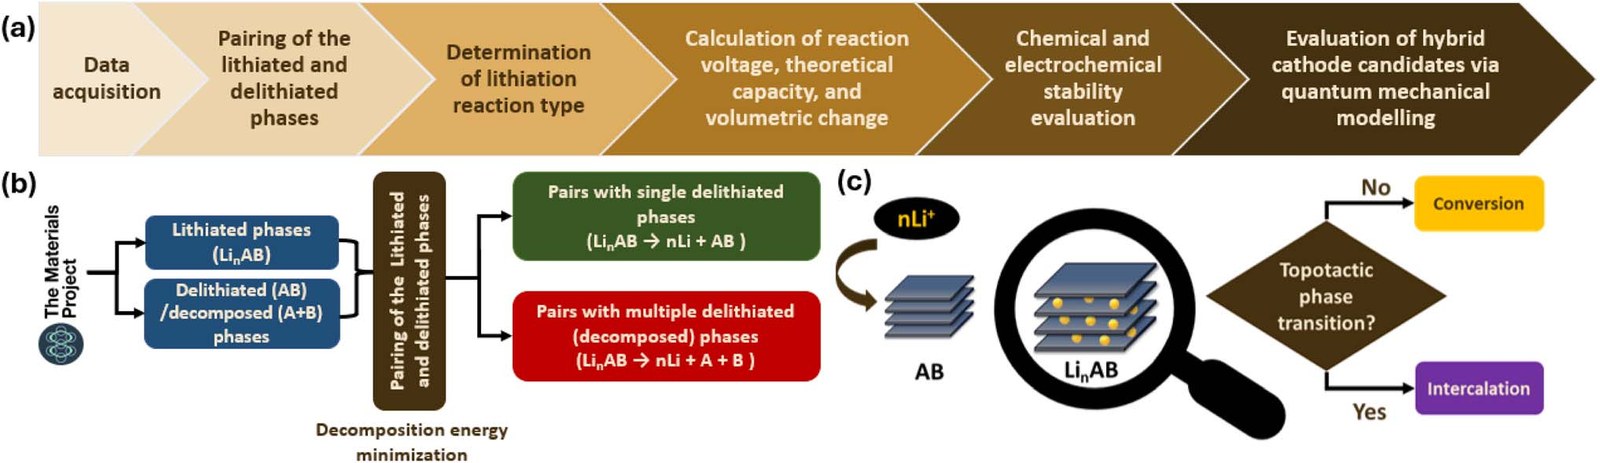 (a)
Data
acquisition
Pairing of the
lithiated and
delithiated
phases
Determination
of lithiation
reaction type
Calculation of reaction
voltage, theoretical
capacity, and
volumetric change
Chemical and
electrochemical
stability
evaluation
Evaluation of hybrid
cathode candidates via
quantum mechanical
modelling
(b)
The Materials
Project
Lithiated phases
(LiₙAB)
Delithiated (AB)
/decomposed (A+B)
phases
Pairing of the Lithiated
and delithiated phases
Decomposition energy
minimization
Pairs with single delithiated
phases
(LiₙAB → nLi + AB )
Pairs with multiple delithiated
(decomposed) phases
(LiₙAB → nLi + A + B )
(c)
nLi⁺
AB
LiₙAB
Topotactic
phase
transition?
No
Conversion
Yes
Intercalation